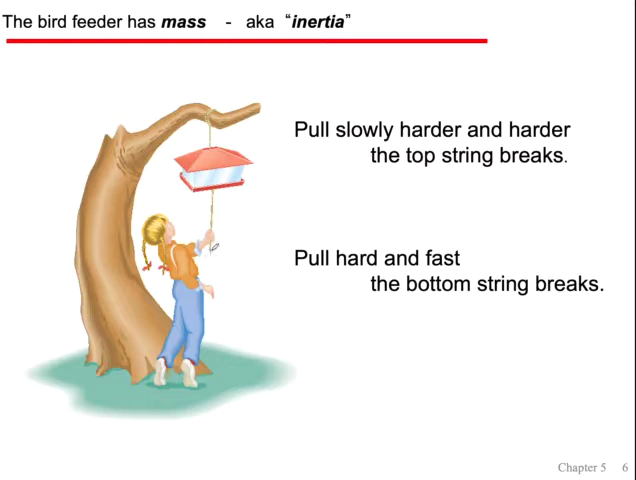 The bird feeder has mass - aka “inertia”
Pull slowly harder and harder
the top string breaks.
Pull hard and fast
the bottom string breaks.
Chapter 5 6